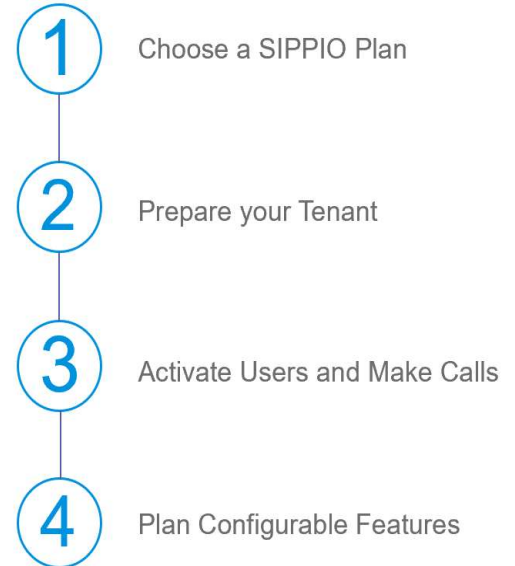 1 Choose a SIPPIO Plan
2 Prepare your Tenant
3 Activate Users and Make Calls
4 Plan Configurable Features